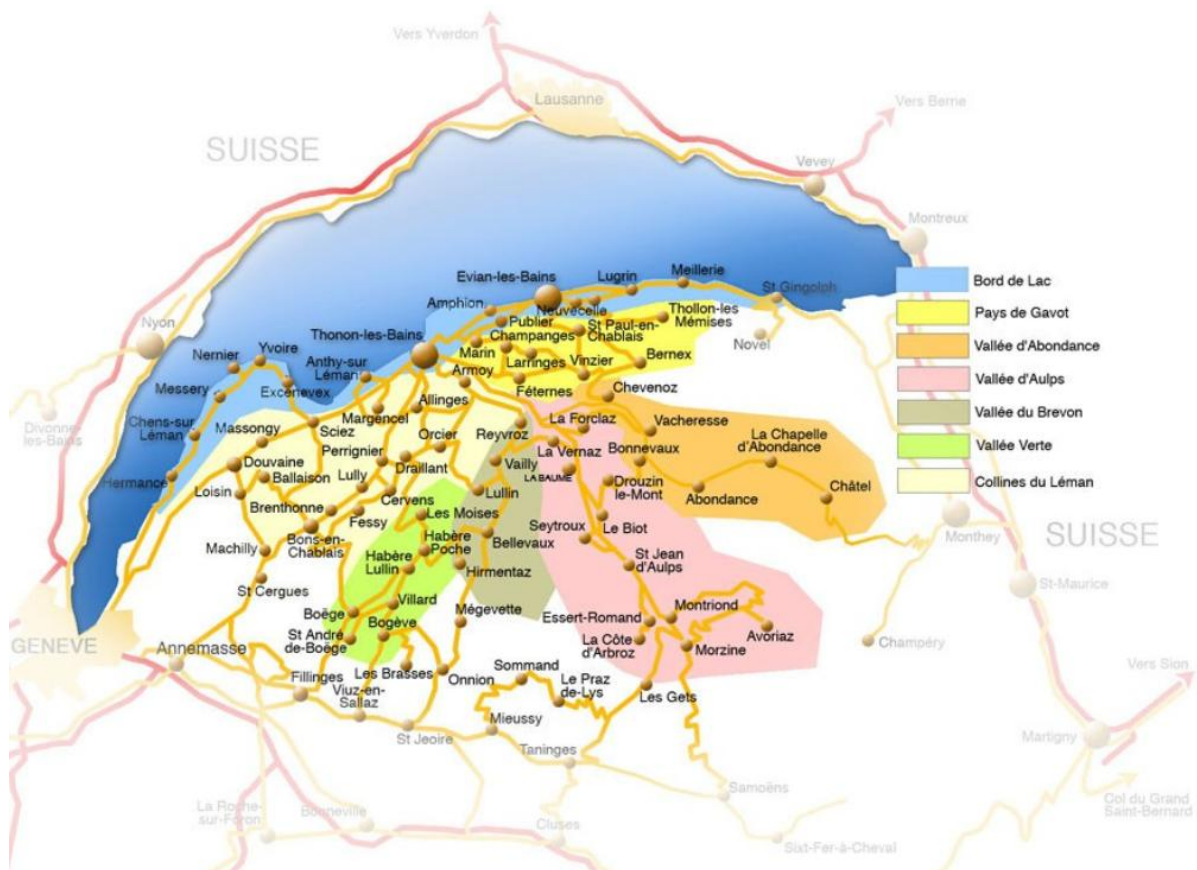 Vers Yverdon
Lausanne
Vers Berne
SUISSE
Vevey
Montreux
Nyon
Divonne-
les-Bains
Evian-les-Bains
Lugrin
Meillerie
St Gingolph
Amphion
Neuvecelle
Publier
Thollon-les
Mémises
St Paul-en-
Chablais
Novel
Thonon-les-Bains
Champanges
Marin
Larringes
Vinzier
Bernex
Nernier
Yvoire
Anthy-sur
Léman
Armoy
Féternes
Chevenoz
Messery
Excenevex
Margencel
Allinges
Chens-sur
Léman
Massongy
Sciez
Orcier
Reyvroz
La Forclaz
Vacheresse
Perrignier
La Vernaz
Bonnevaux
La Chapelle
d'Abondance
Douvaine
Draillant
Vailly
LA BAUME
Hermance
Ballaison
Lully
Drouzin
le-Mont
Abondance
Châtel
Loisin
Cervens
Lullin
Brenthonne
Fessy
Les Moises
Seytroux
Le Biot
Bons-en-
Chablais
Habère
Poche
Bellevaux
Machilly
Habère
Lullin
Hirmentaz
St Jean
d'Aulps
St Cergues
Villard
Mégevette
Essert-Romand
Montriond
Boëge
Bogève
La Côte
d'Arbroz
Avoriaz
St André
de-Boëge
Morzine
GENEVE
Annemasse
Les Brasses
Onnion
Sommand
Le Praz
de-Lys
Les Gets
Fillinges
Viuz-en-
Sallaz
St Jeoire
Mieussy
Taninges
Samoëns
La Roche-
sur-Foron
Bonneville
Cluses
Sixt-Fer-à-Cheval
Bord de Lac
Pays de Gavot
Vallée d'Abondance
Vallée d'Aulps
Vallée du Brevon
Vallée Verte
Collines du Léman
Monthey
SUISSE
St-Maurice
Champéry
Vers Sion
Martigny
Col du Grand
Saint-Bernard